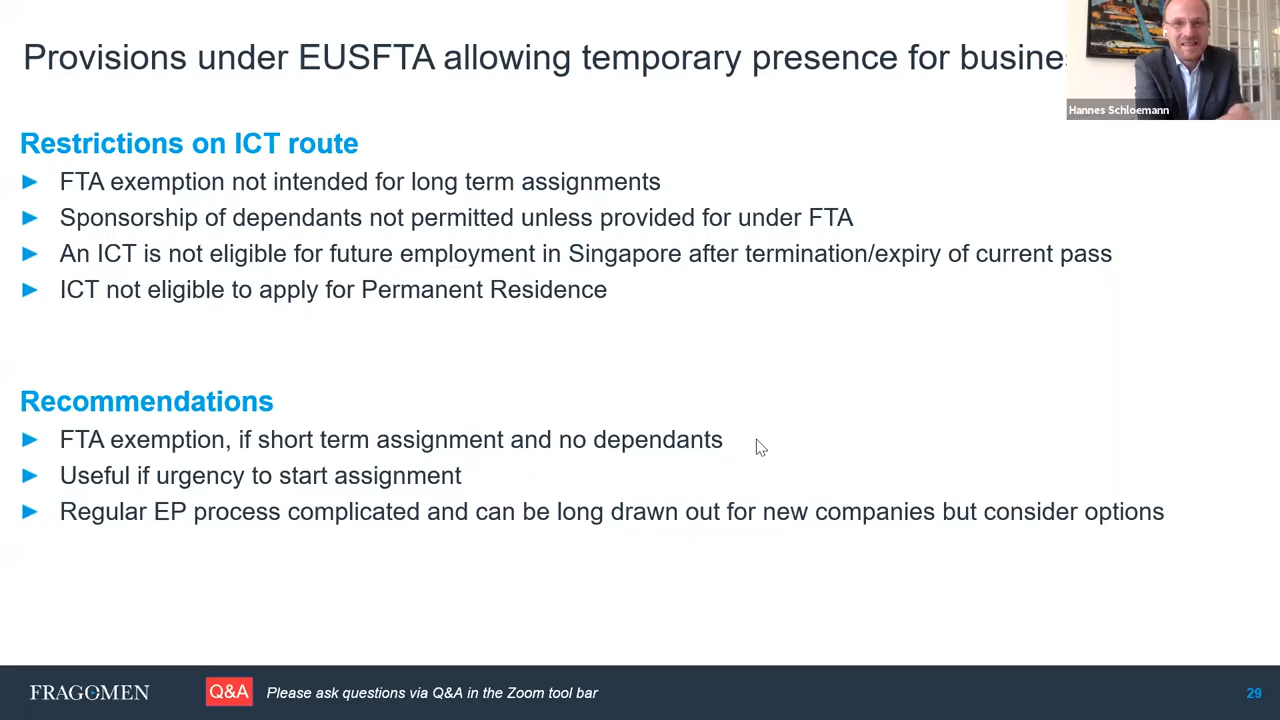 Provisions under EUSFTA allowing temporary presence for busines
Hannes Schloemann
Restrictions on ICT route
FTA exemption not intended for long term assignments
Sponsorship of dependants not permitted unless provided for under FTA
An ICT is not eligible for future employment in Singapore after termination/expiry of current pass
ICT not eligible to apply for Permanent Residence
Recommendations
FTA exemption, if short term assignment and no dependants
Useful if urgency to start assignment
Regular EP process complicated and can be long drawn out for new companies but consider options
FRAGOMEN Q&A Please ask questions via Q&A in the Zoom tool bar 29